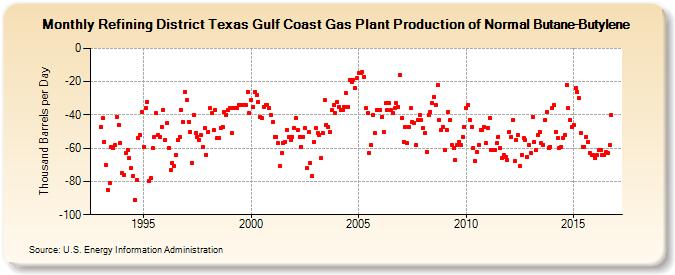 Monthly Refining District Texas Gulf Coast Gas Plant Production of Normal Butane-Butylene
Thousand Barrels per Day
0
-20
-40
-60
-80
-100
1995 2000 2005 2010 2015
Source: U.S. Energy Information Administration